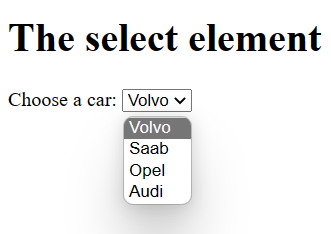 The select element
Choose a car: Volvo
Volvo
Saab
Opel
Audi